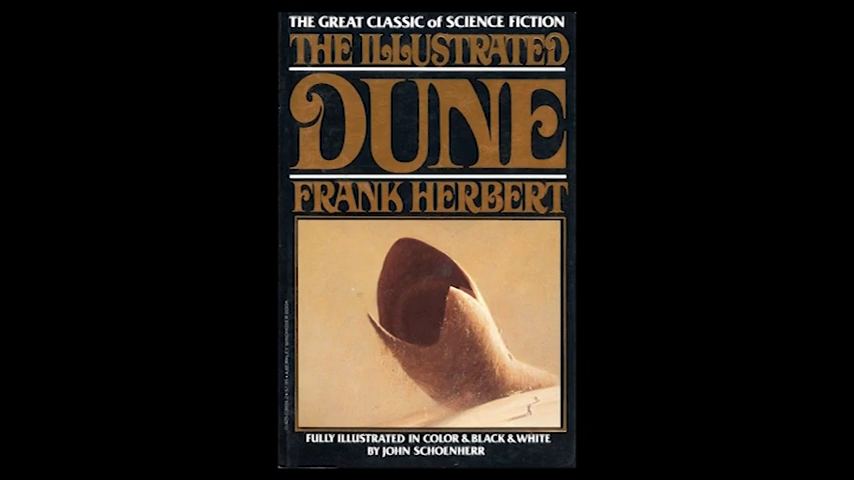 THE GREAT CLASSIC of SCIENCE FICTION
THE ILLUSTRATED
DUNE
FRANK HERBERT
FULLY ILLUSTRATED IN COLOR & BLACK & WHITE
BY JOHN SCHOENHERR